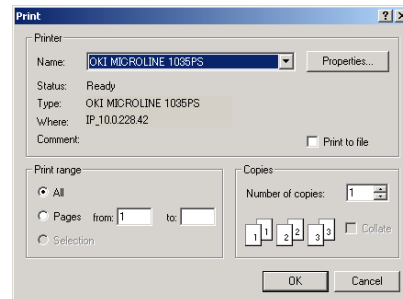 Print
Printer
Name: OKI MICROLINE 1035PS Properties...
Status: Ready
Type: OKI MICROLINE 1035PS
Where: IP_10.0.228.42
Comment: Print to file
Print range
All
Pages from: 1 to:
Selection
Copies
Number of copies: 1
1 1 2 2 3 3 Collate
OK Cancel